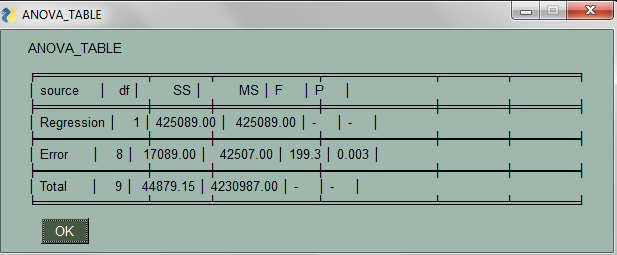 ANOVA_TABLE
ANOVA_TABLE
source | df | SS | MS | F | P |
Regression | 1 | 425089.00 | 425089.00 | - | - |
Error | 8 | 17089.00 | 42507.00 | 199.3 | 0.003 |
Total | 9 | 44879.15 | 4230987.00 | - | - |
OK